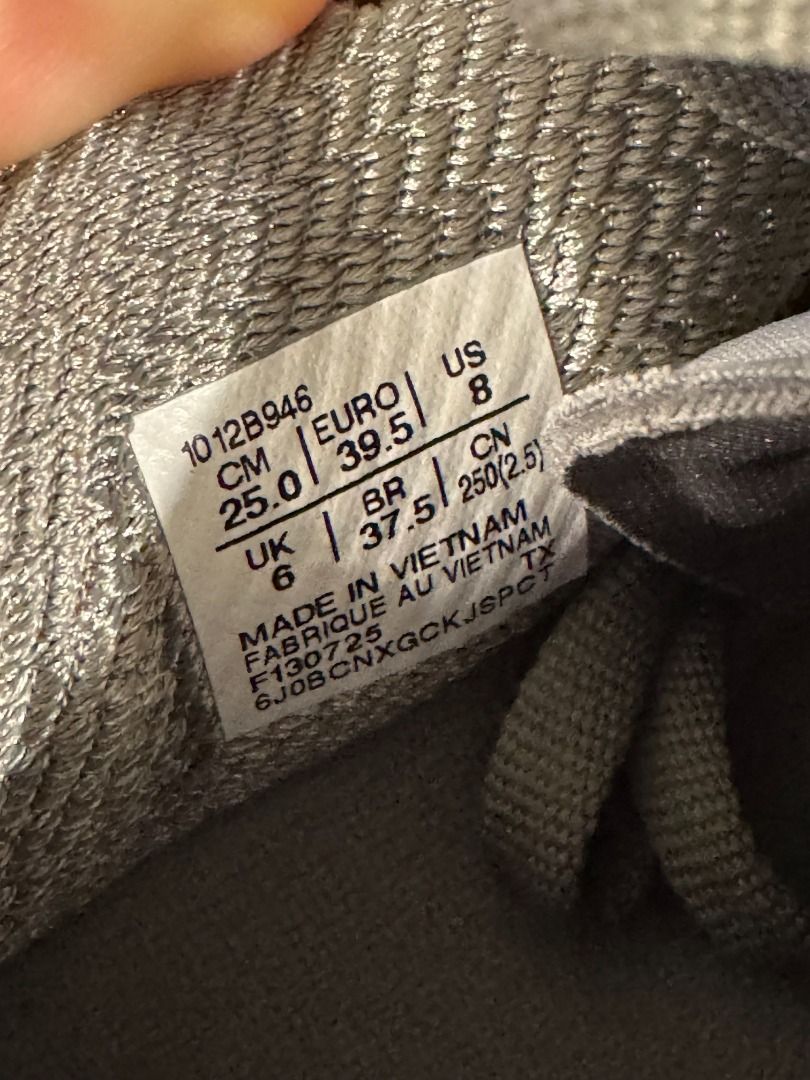 1012B946
CM EURO US
25.0 39.5 8
UK BR CN
6 37.5 250(2.5)
MADE IN VIETNAM
FABRIQUE AU VIETNAM
F130725 TX
6J0BCNXGCKJSPCT